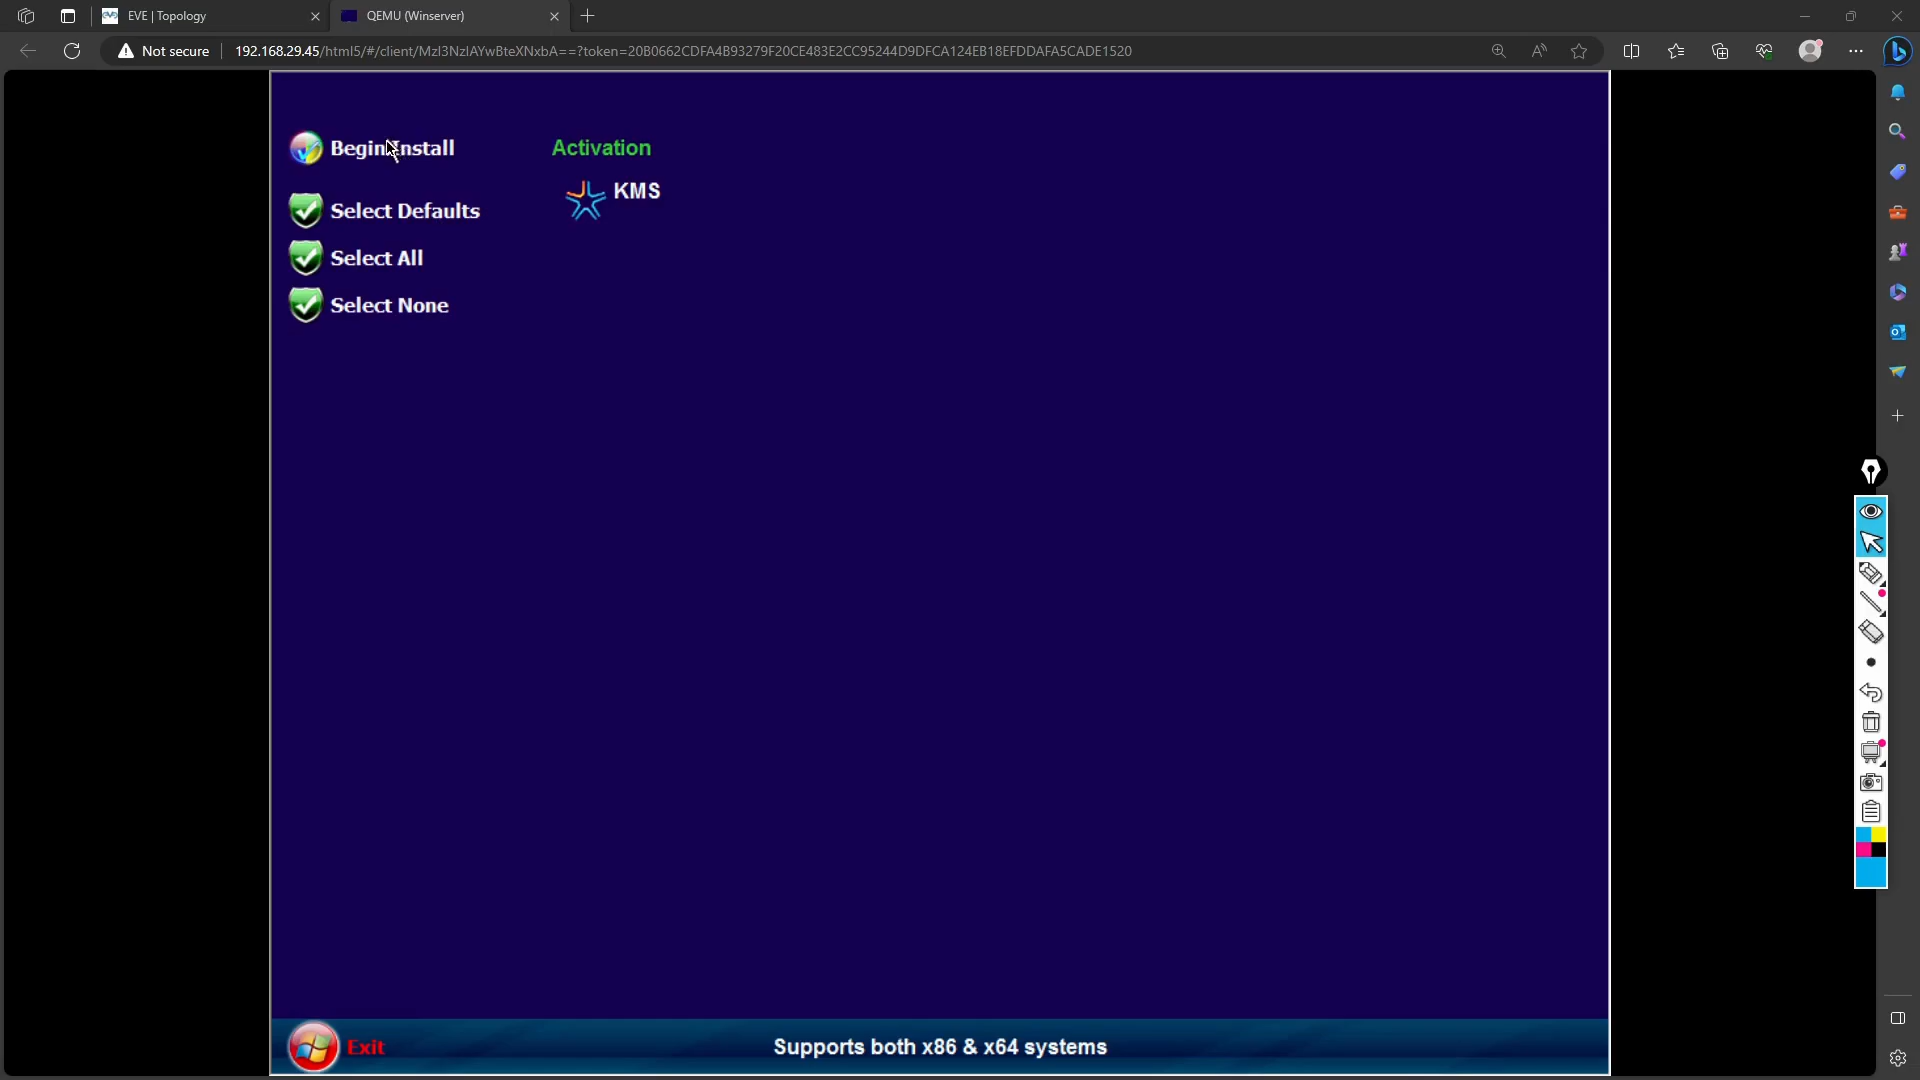 EVE | Topology
QEMU (Winserver)
Not secure
192.168.29.45/html5/#/client/MzI3NzIAYwBteXNxbA==?token=20B0662CDFA4B93279F20CE483E2CC95244D9DFCA124EB18EFDDAFA5CADE1520
Begin Install
Activation
KMS
Select Defaults
Select All
Select None
Exit
Supports both x86 & x64 systems